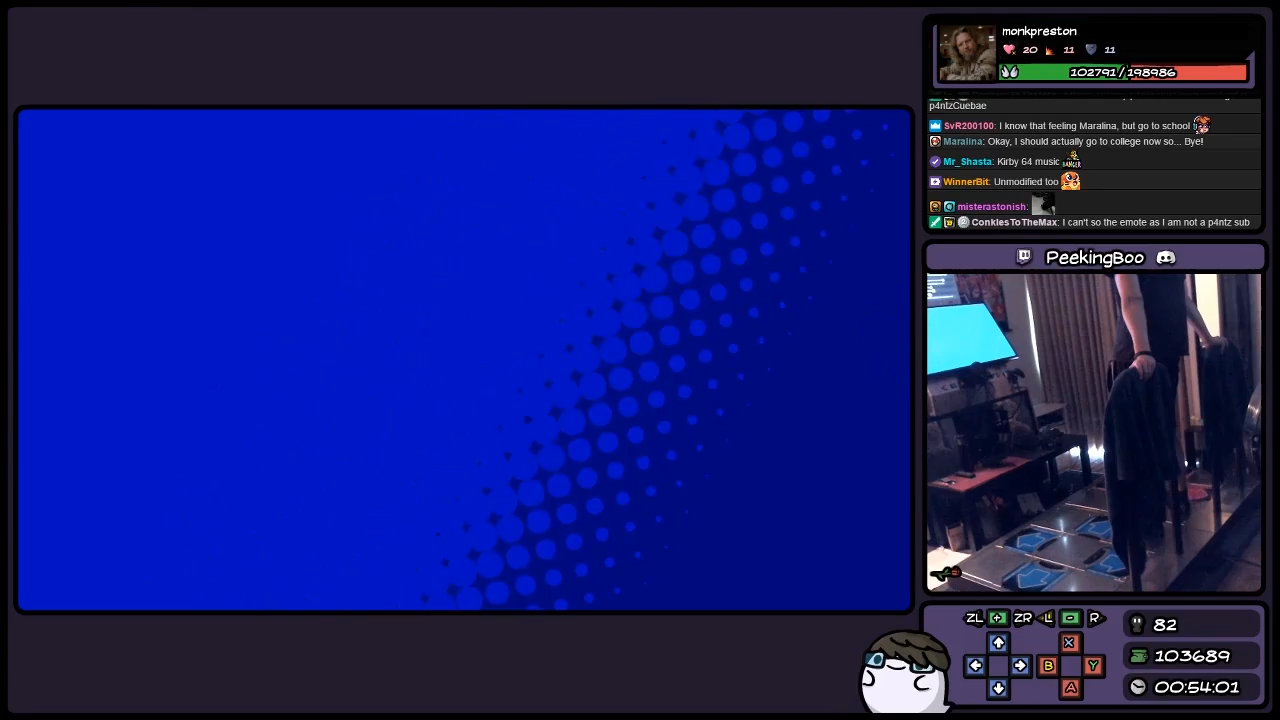 monkpreston
20 11 11
102791/198986
p4ntzCuebae
SvR200100: I know that feeling Maralina, but go to school !
Maralina: Okay, I should actually go to college now so... Bye!
Mr_Shasta: Kirby 64 music
DANGER
WinnerBit: Unmodified too
misterastonish:
ConklesToTheMax: I can't so the emote as I am not a p4ntz sub
PeekingBoo
ZL + ZR L - R
X
B Y
A
82
103689
00:54:01